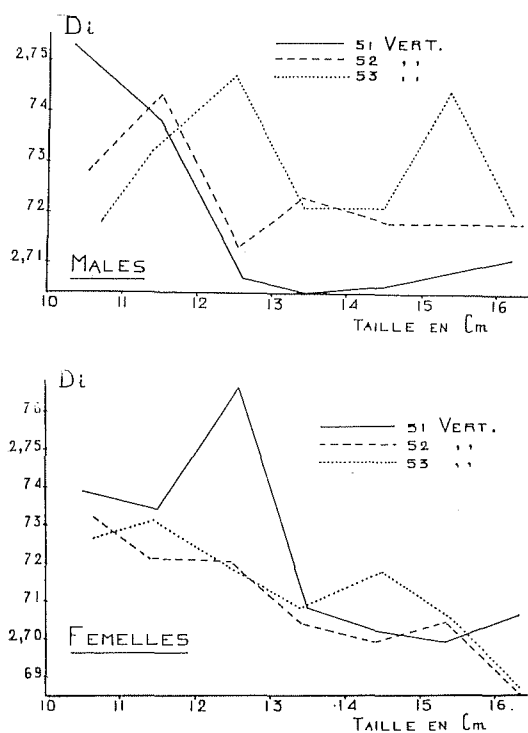 Di
51 VERT.
52 ,,
53 ,,
2,75
74
73
72
2,71
MALES
10 11 12 13 14 15 16
TAILLE EN Cm
Di
51 VERT.
52 ,,
53 ,,
76
2,75
74
73
72
71
2,70
69
FEMELLES
10 11 12 13 14 15 16
TAILLE EN Cm